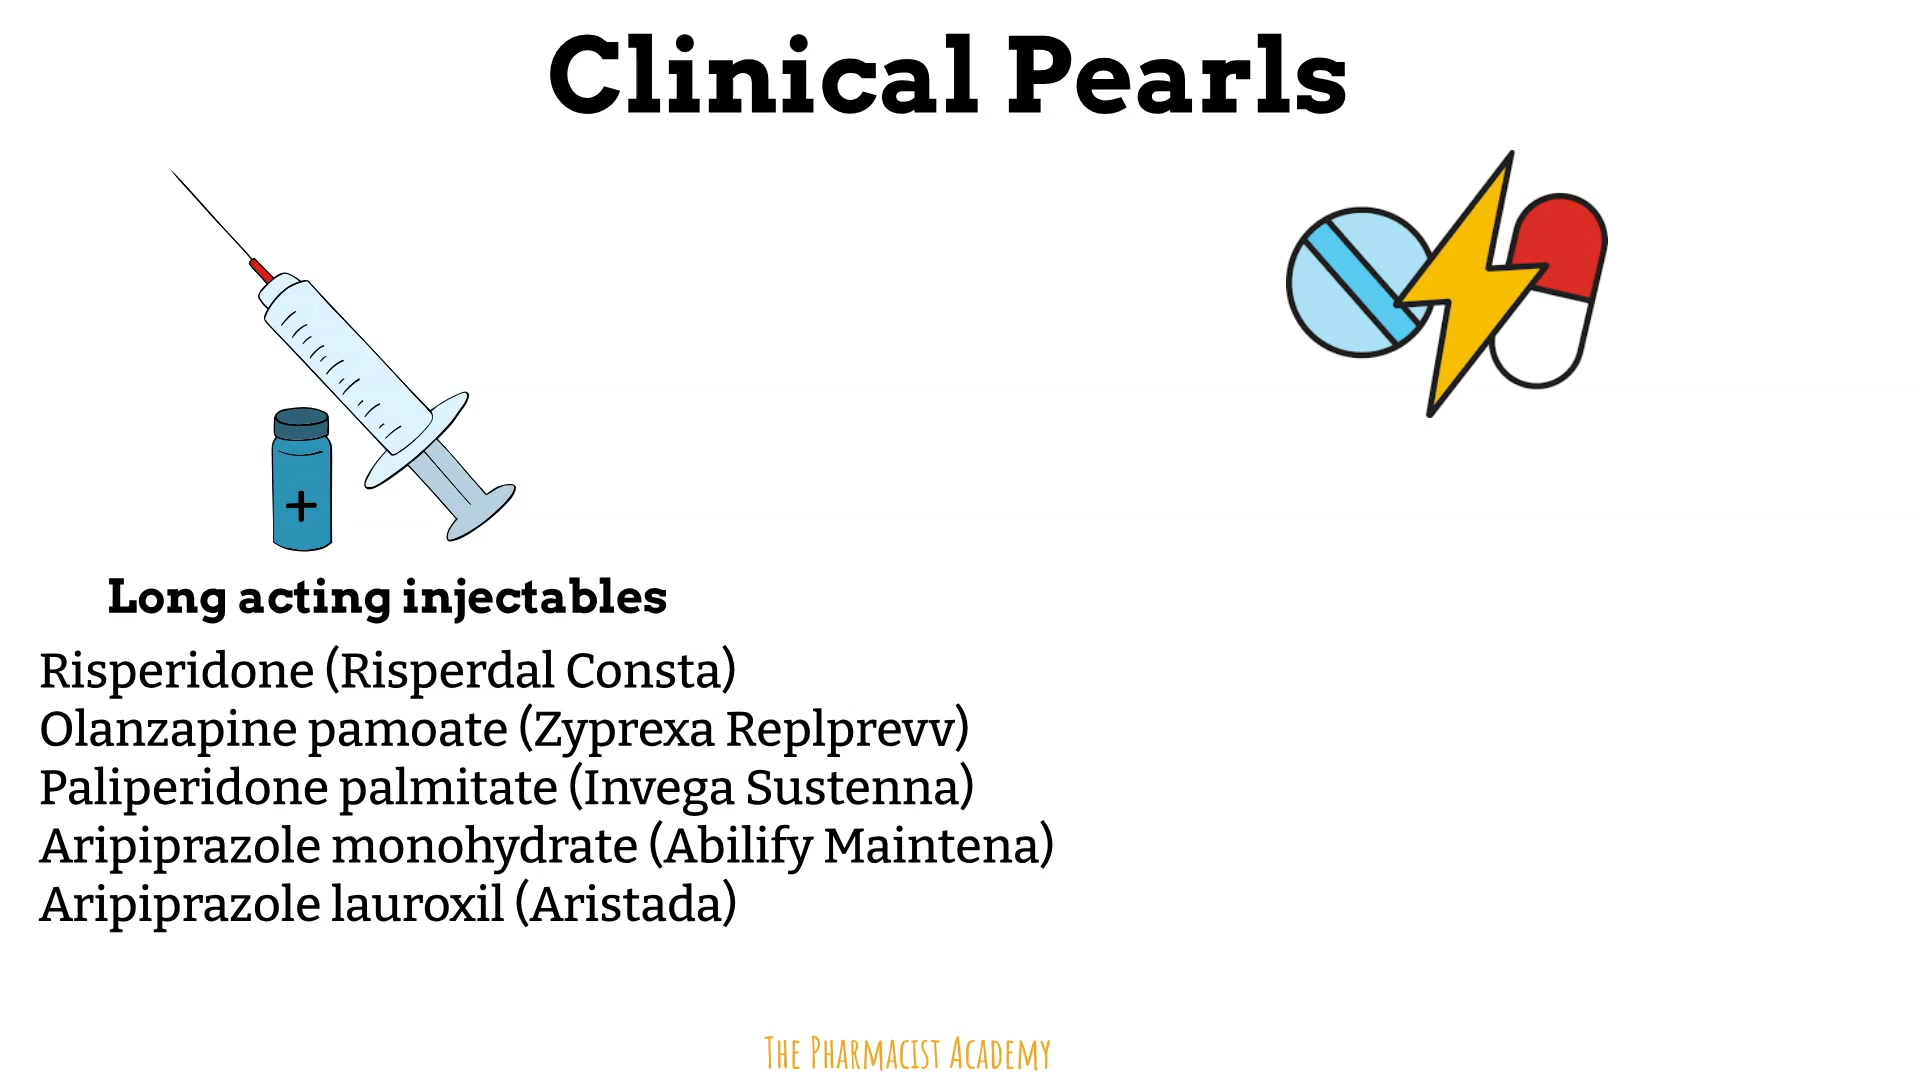 Clinical Pearls
Long acting injectables
Risperidone (Risperdal Consta)
Olanzapine pamoate (Zyprexa Replprevv)
Paliperidone palmitate (Invega Sustenna)
Aripiprazole monohydrate (Abilify Maintena)
Aripiprazole lauroxil (Aristada)
The Pharmacist Academy